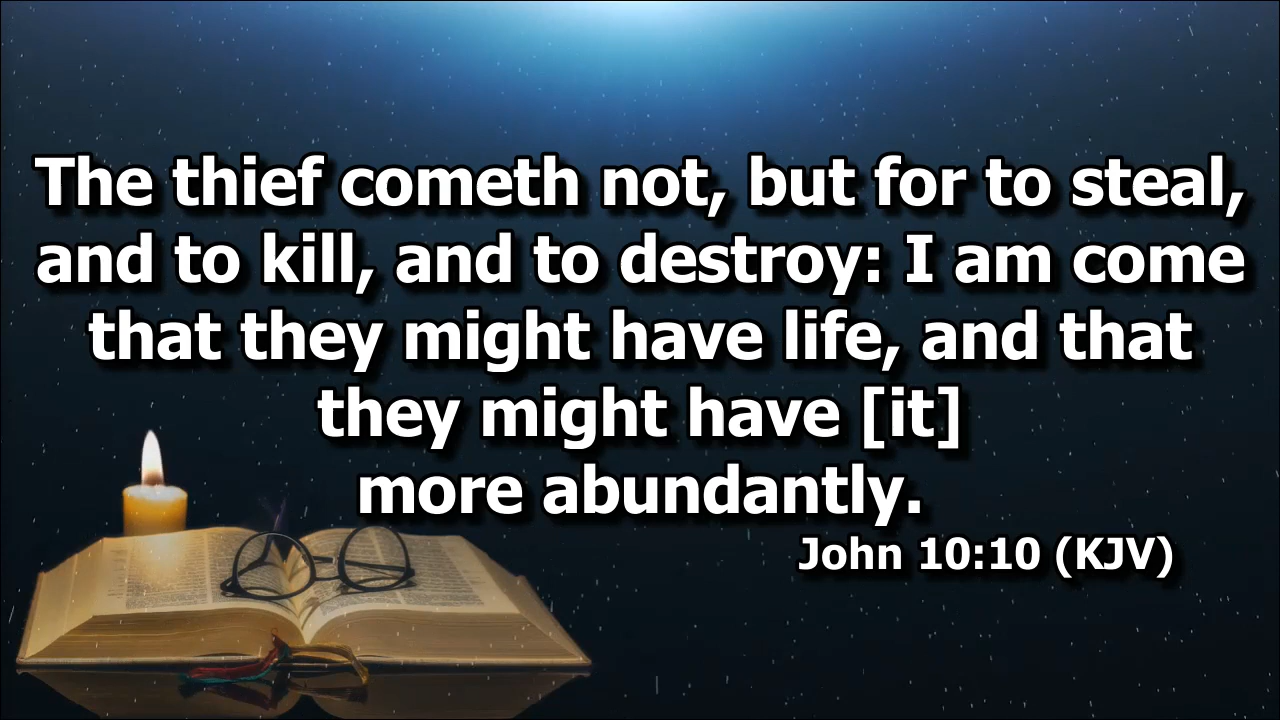 The thief cometh not, but for to steal,
and to kill, and to destroy: I am come
that they might have life, and that
they might have [it]
more abundantly.
John 10:10 (KJV)